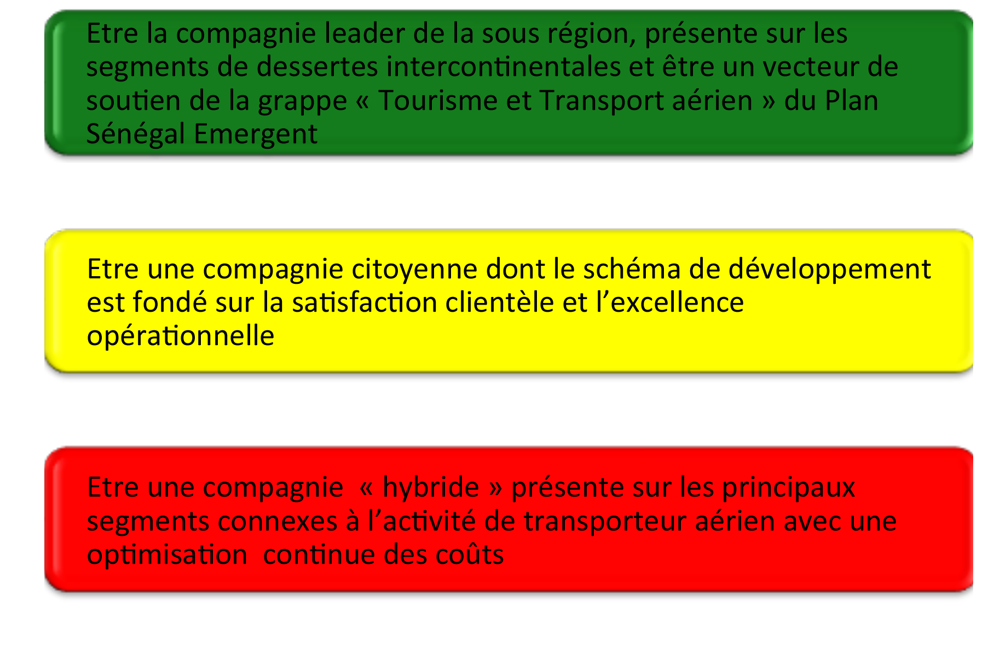 Etre la compagnie leader de la sous région, présente sur les
segments de dessertes intercontinentales et être un vecteur de
soutien de la grappe « Tourisme et Transport aérien » du Plan
Sénégal Emergent
Etre une compagnie citoyenne dont le schéma de développement
est fondé sur la satisfaction clientèle et l’excellence
opérationnelle
Etre une compagnie  « hybride » présente sur les principaux
segments connexes à l’activité de transporteur aérien avec une
optimisation  continue des coûts